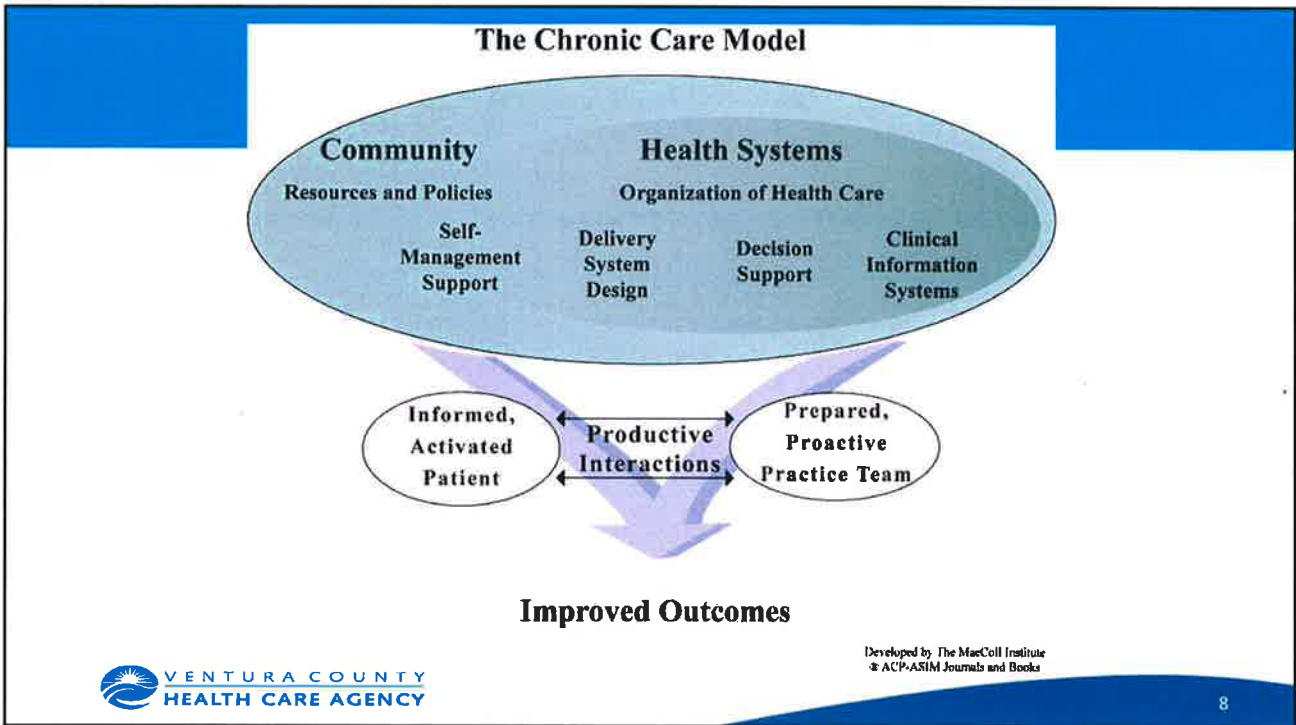 The Chronic Care Model
Community
Health Systems
Resources and Policies
Organization of Health Care
Self-
Management
Support
Delivery
System
Design
Decision
Support
Clinical
Information
Systems
Informed,
Activated
Patient
Productive
Interactions
Prepared,
Proactive
Practice Team
Improved Outcomes
Developed by The MacColl Institute
® ACP-ASIM Journals and Books
VENTURA COUNTY
HEALTH CARE AGENCY
8